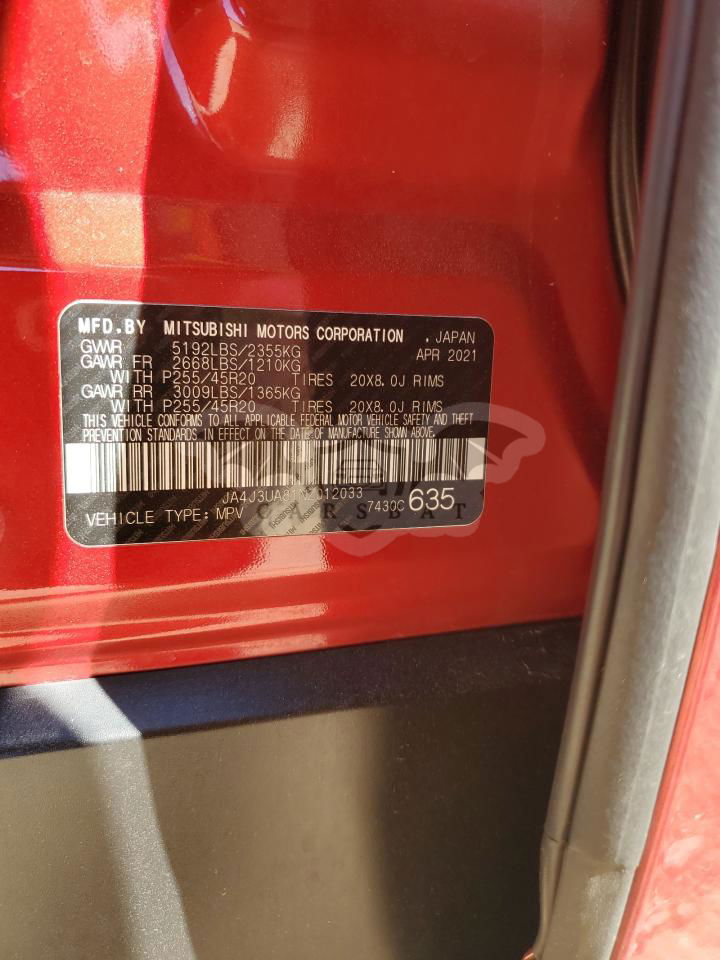 MFD.BY MITSUBISHI MOTORS CORPORATION . JAPAN
GVWR 5192LBS/2355KG APR 2021
GAWR FR 2668LBS/1210KG
WITH P255/45R20 TIRES 20X8.0J RIMS
GAWR RR 3009LBS/1365KG
WITH P255/45R20 TIRES 20X8.0J RIMS
THIS VEHICLE CONFORMS TO ALL APPLICABLE FEDERAL MOTOR VEHICLE SAFETY AND THEFT
PREVENTION STANDARDS IN EFFECT ON THE DATE OF MANUFACTURE SHOWN ABOVE.
JA4J3UA81NZ012033
VEHICLE TYPE: MPV 7430C 635
CARSBAT